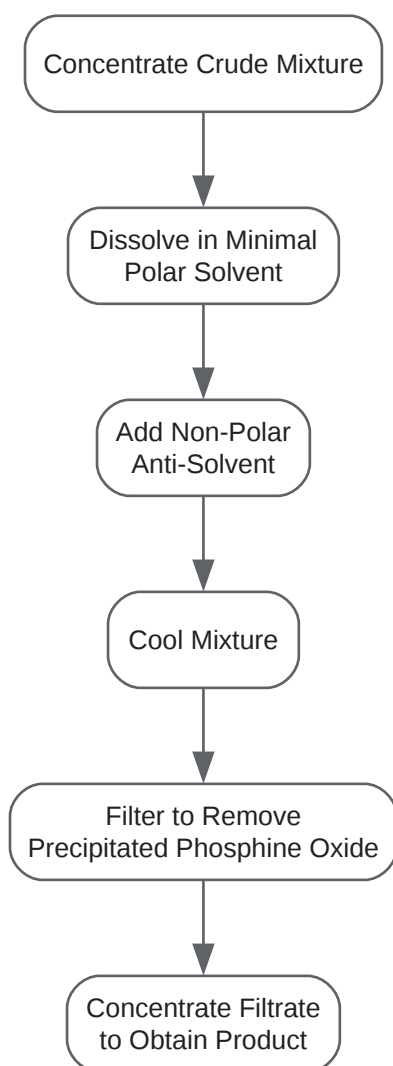 Concentrate Crude Mixture
Dissolve in Minimal
Polar Solvent
Add Non-Polar
Anti-Solvent
Cool Mixture
Filter to Remove
Precipitated Phosphine Oxide
Concentrate Filtrate
to Obtain Product